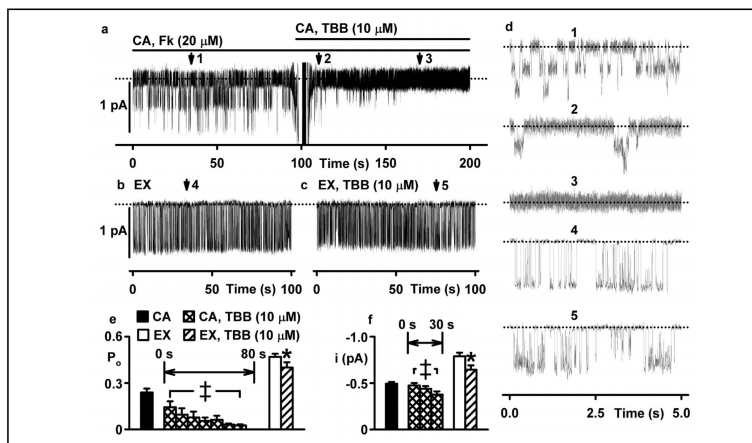 a
CA, Fk (20 μM)
CA, TBB (10 μM)
1
2
3
1 pA
0
50
100
150
200
Time (s)
b
EX
4
c
EX, TBB (10 μM)
5
1 pA
0
50
Time (s)
100
0
50
Time (s)
100
d
1
2
3
4
5
0.0
2.5
5.0
Time (s)
e
CA
CA, TBB (10 μM)
EX
EX, TBB (10 μM)
0.6
Po
0.3
0
0 s
80 s
‡
*
f
-1.0
i (pA)
-0.5
0
0 s
30 s
‡
*